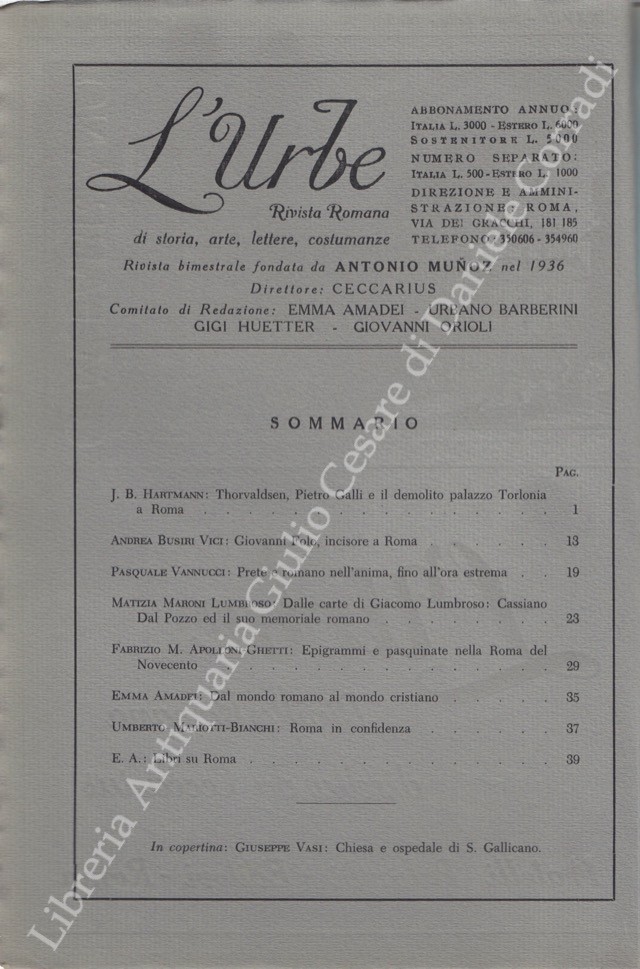 L'Urbe
Rivista Romana
di storia, arte, lettere, costumanze
ABBONAMENTO ANNUO:
ITALIA L. 3000 - ESTERO L. 6000
SOSTENITORE L. 5000
NUMERO SEPARATO:
ITALIA L. 500 - ESTERO L. 1000
DIREZIONE E AMMINI-
STRAZIONE: ROMA,
VIA DEI GRACCHI, 181 185
TELEFONO: 350606 - 354960
Rivista bimestrale fondata da ANTONIO MUÑOZ nel 1936
Direttore: CECCARIUS
Comitato di Redazione: EMMA AMADEI - URBANO BARBERINI
GIGI HUETTER - GIOVANNI ORIOLI
SOMMARIO
PAG.
J. B. HARTMANN: Thorvaldsen, Pietro Galli e il demolito palazzo Torlonia
a Roma . . . . . . . . . . . . . . . 1
ANDREA BUSIRI VICI: Giovanni Folo, incisore a Roma . . . . . . 13
PASQUALE VANNUCCI: Prete e romano nell'anima, fino all'ora estrema . . 19
MATIZIA MARONI LUMBROSO: Dalle carte di Giacomo Lumbroso: Cassiano
Dal Pozzo ed il suo memoriale romano . . . . . . . . 23
FABRIZIO M. APOLLONJ GHETTI: Epigrammi e pasquinate nella Roma del
Novecento . . . . . . . . . . . . . . 29
EMMA AMADEI: Dal mondo romano al mondo cristiano . . . . . 35
UMBERTO MARIOTTI-BIANCHI: Roma in confidenza . . . . . . 37
E. A.: Libri su Roma . . . . . . . . . . . . . 39
In copertina: GIUSEPPE VASI: Chiesa e ospedale di S. Gallicano.
Libreria Antiquaria Giulio Cesare di Daniele Corradi